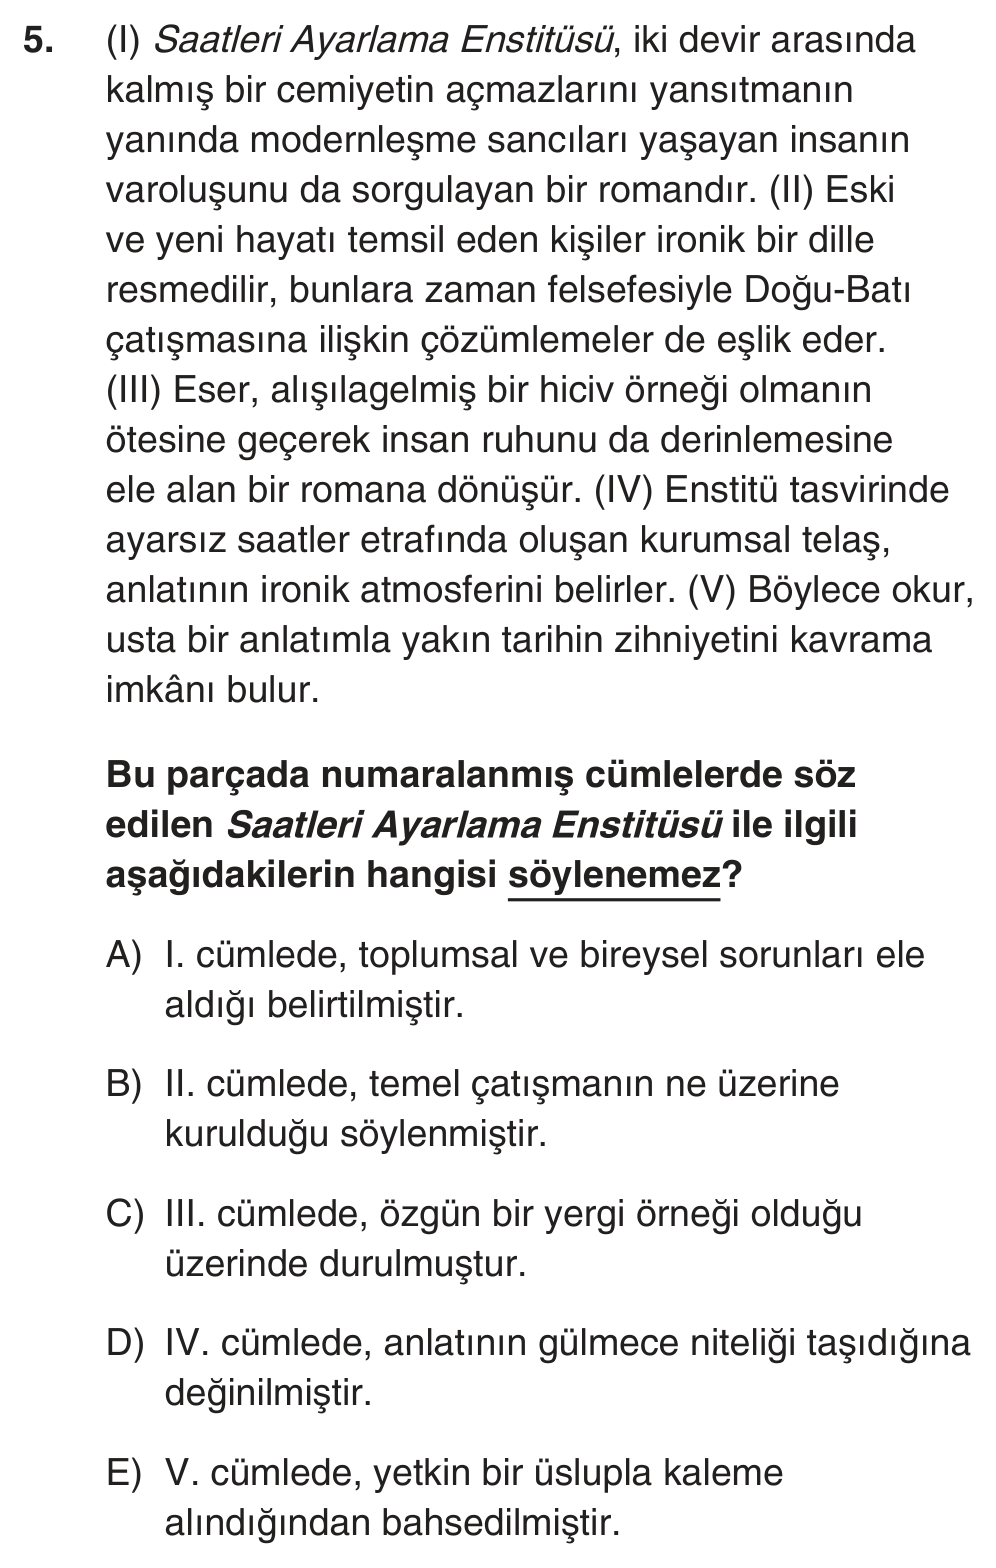 5. (I) Saatleri Ayarlama Enstitüsü, iki devir arasında
kalmış bir cemiyetin açmazlarını yansıtmanın
yanında modernleşme sancıları yaşayan insanın
varoluşunu da sorgulayan bir romandır. (II) Eski
ve yeni hayatı temsil eden kişiler ironik bir dille
resmedilir, bunlara zaman felsefesiyle Doğu-Batı
çatışmasına ilişkin çözümlemeler de eşlik eder.
(III) Eser, alışılagelmiş bir hiciv örneği olmanın
ötesine geçerek insan ruhunu da derinlemesine
ele alan bir romana dönüşür. (IV) Enstitü tasvirinde
ayarsız saatler etrafında oluşan kurumsal telaş,
anlatının ironik atmosferini belirler. (V) Böylece okur,
usta bir anlatımla yakın tarihin zihniyetini kavrama
imkânı bulur.
Bu parçada numaralanmış cümlelerde söz
edilen Saatleri Ayarlama Enstitüsü ile ilgili
aşağıdakilerin hangisi söylenemez?
A) I. cümlede, toplumsal ve bireysel sorunları ele
aldığı belirtilmiştir.
B) II. cümlede, temel çatışmanın ne üzerine
kurulduğu söylenmiştir.
C) III. cümlede, özgün bir yergi örneği olduğu
üzerinde durulmuştur.
D) IV. cümlede, anlatının gülmece niteliği taşıdığına
değinilmiştir.
E) V. cümlede, yetkin bir üslupla kaleme
alındığından bahsedilmiştir.